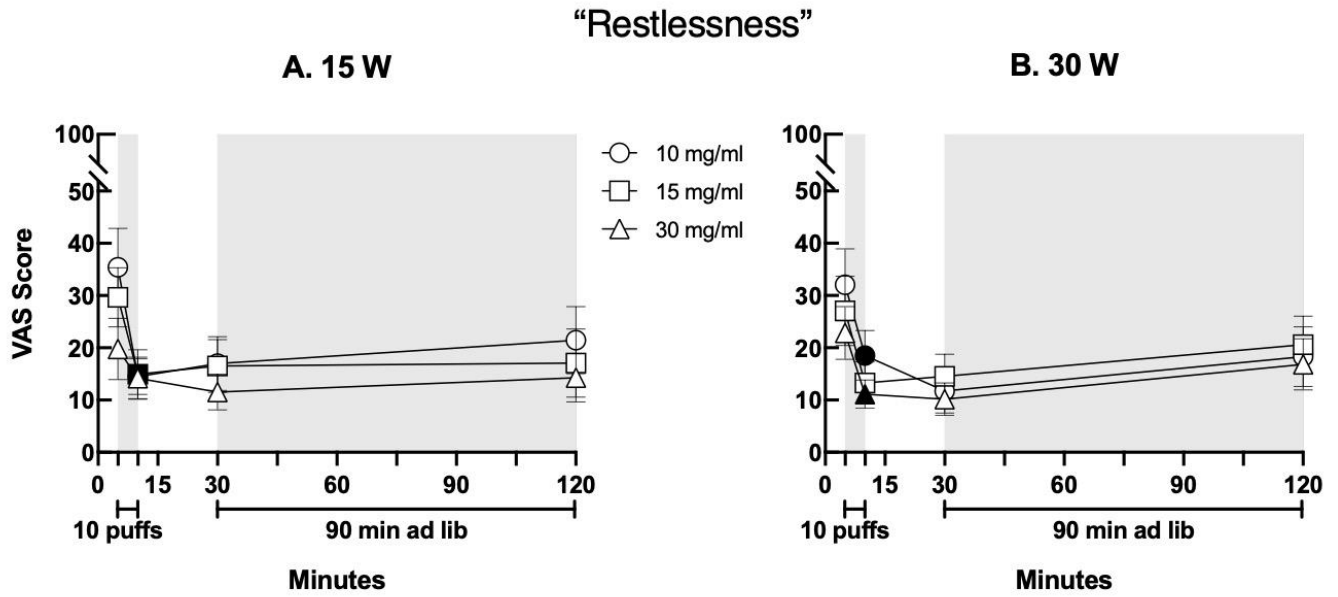 “Restlessness”
A. 15 W
B. 30 W
VAS Score
100
50
40
30
20
10
0
0 15 30 60 90 120
10 puffs
90 min ad lib
Minutes
10 mg/ml
15 mg/ml
30 mg/ml
100
50
40
30
20
10
0
0 15 30 60 90 120
10 puffs
90 min ad lib
Minutes